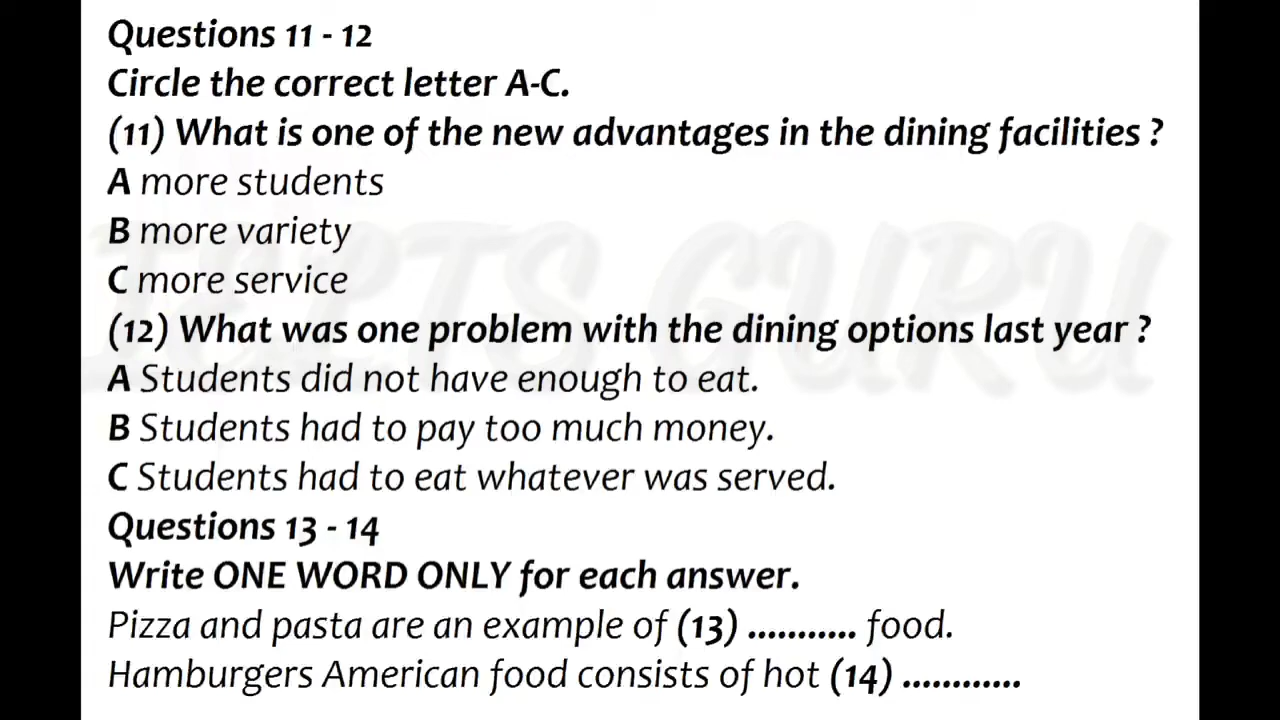 Questions 11 - 12
Circle the correct letter A-C.
(11) What is one of the new advantages in the dining facilities ?
A more students
B more variety
C more service
IELTS GURU
(12) What was one problem with the dining options last year ?
A Students did not have enough to eat.
B Students had to pay too much money.
C Students had to eat whatever was served.
Questions 13 - 14
Write ONE WORD ONLY for each answer.
Pizza and pasta are an example of (13) ........... food.
Hamburgers American food consists of hot (14) ............